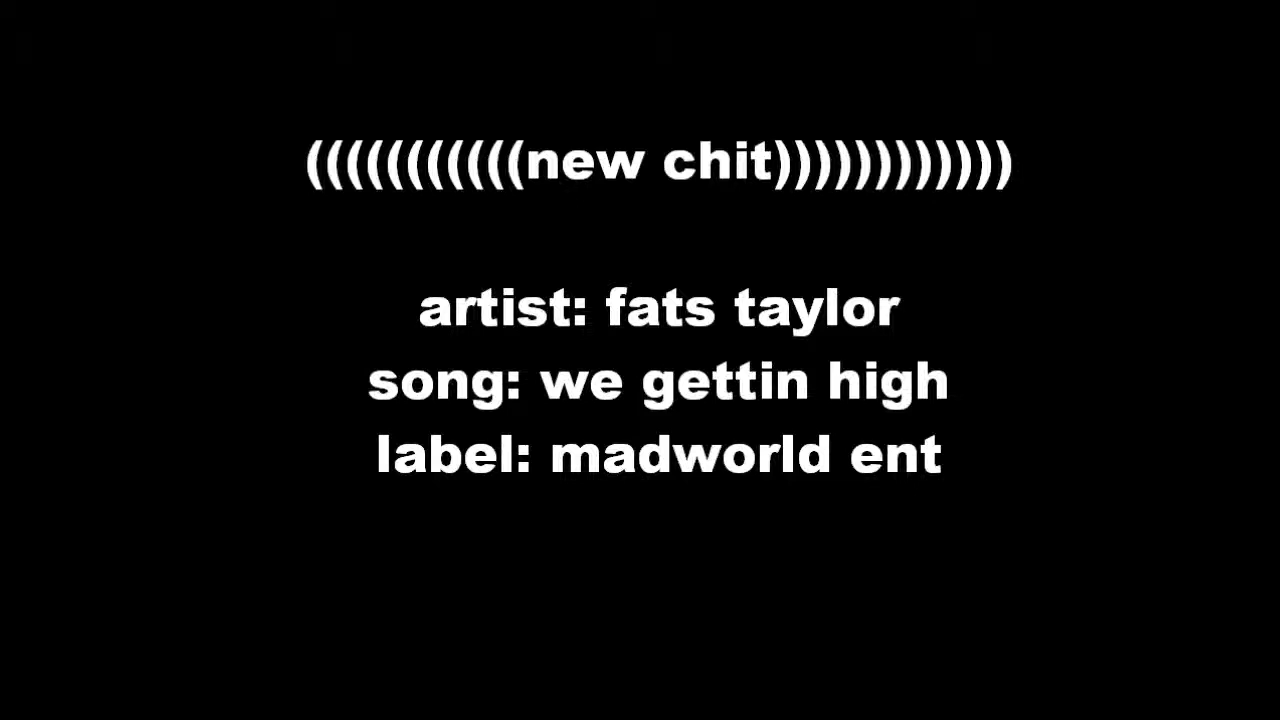 (((((((((((new chit))))))))))))
artist: fats taylor
song: we gettin high
label: madworld ent